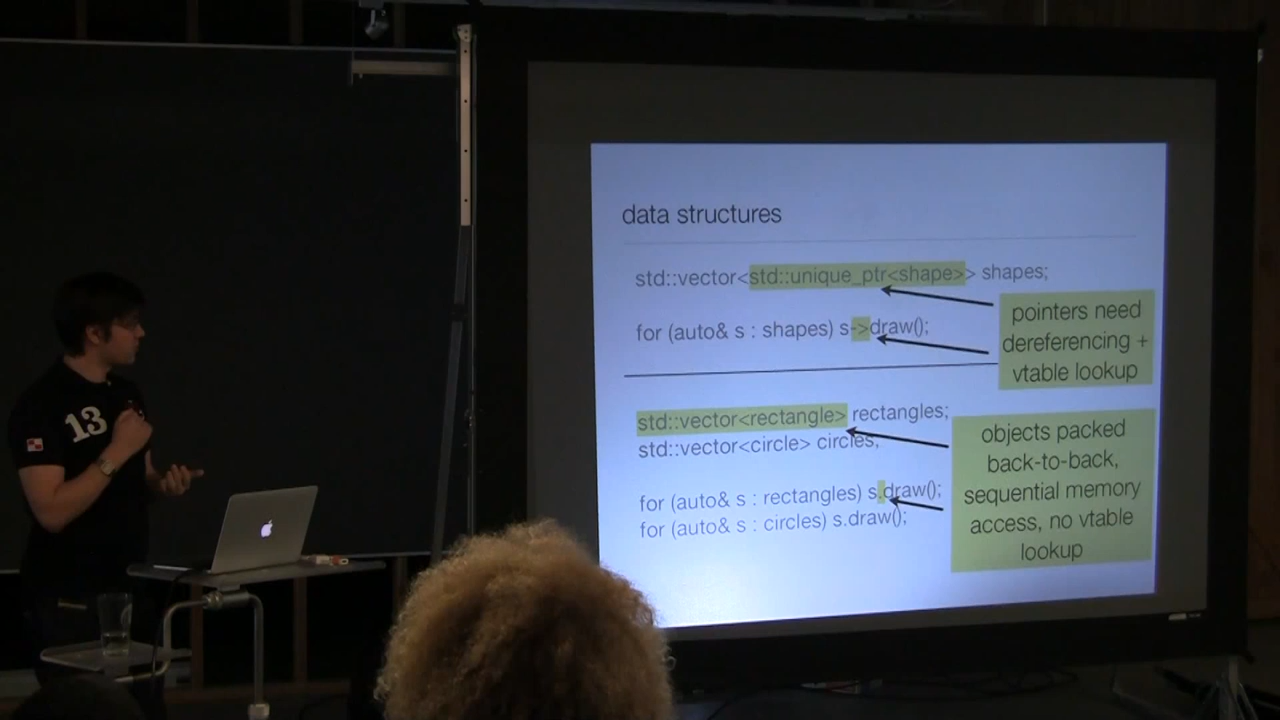 data structures
std::vector<std::unique_ptr<shape>> shapes;
for (auto& s : shapes) s->draw();
pointers need
dereferencing +
vtable lookup
std::vector<rectangle> rectangles;
std::vector<circle> circles;
for (auto& s : rectangles) s.draw();
for (auto& s : circles) s.draw();
objects packed
back-to-back,
sequential memory
access, no vtable
lookup
13